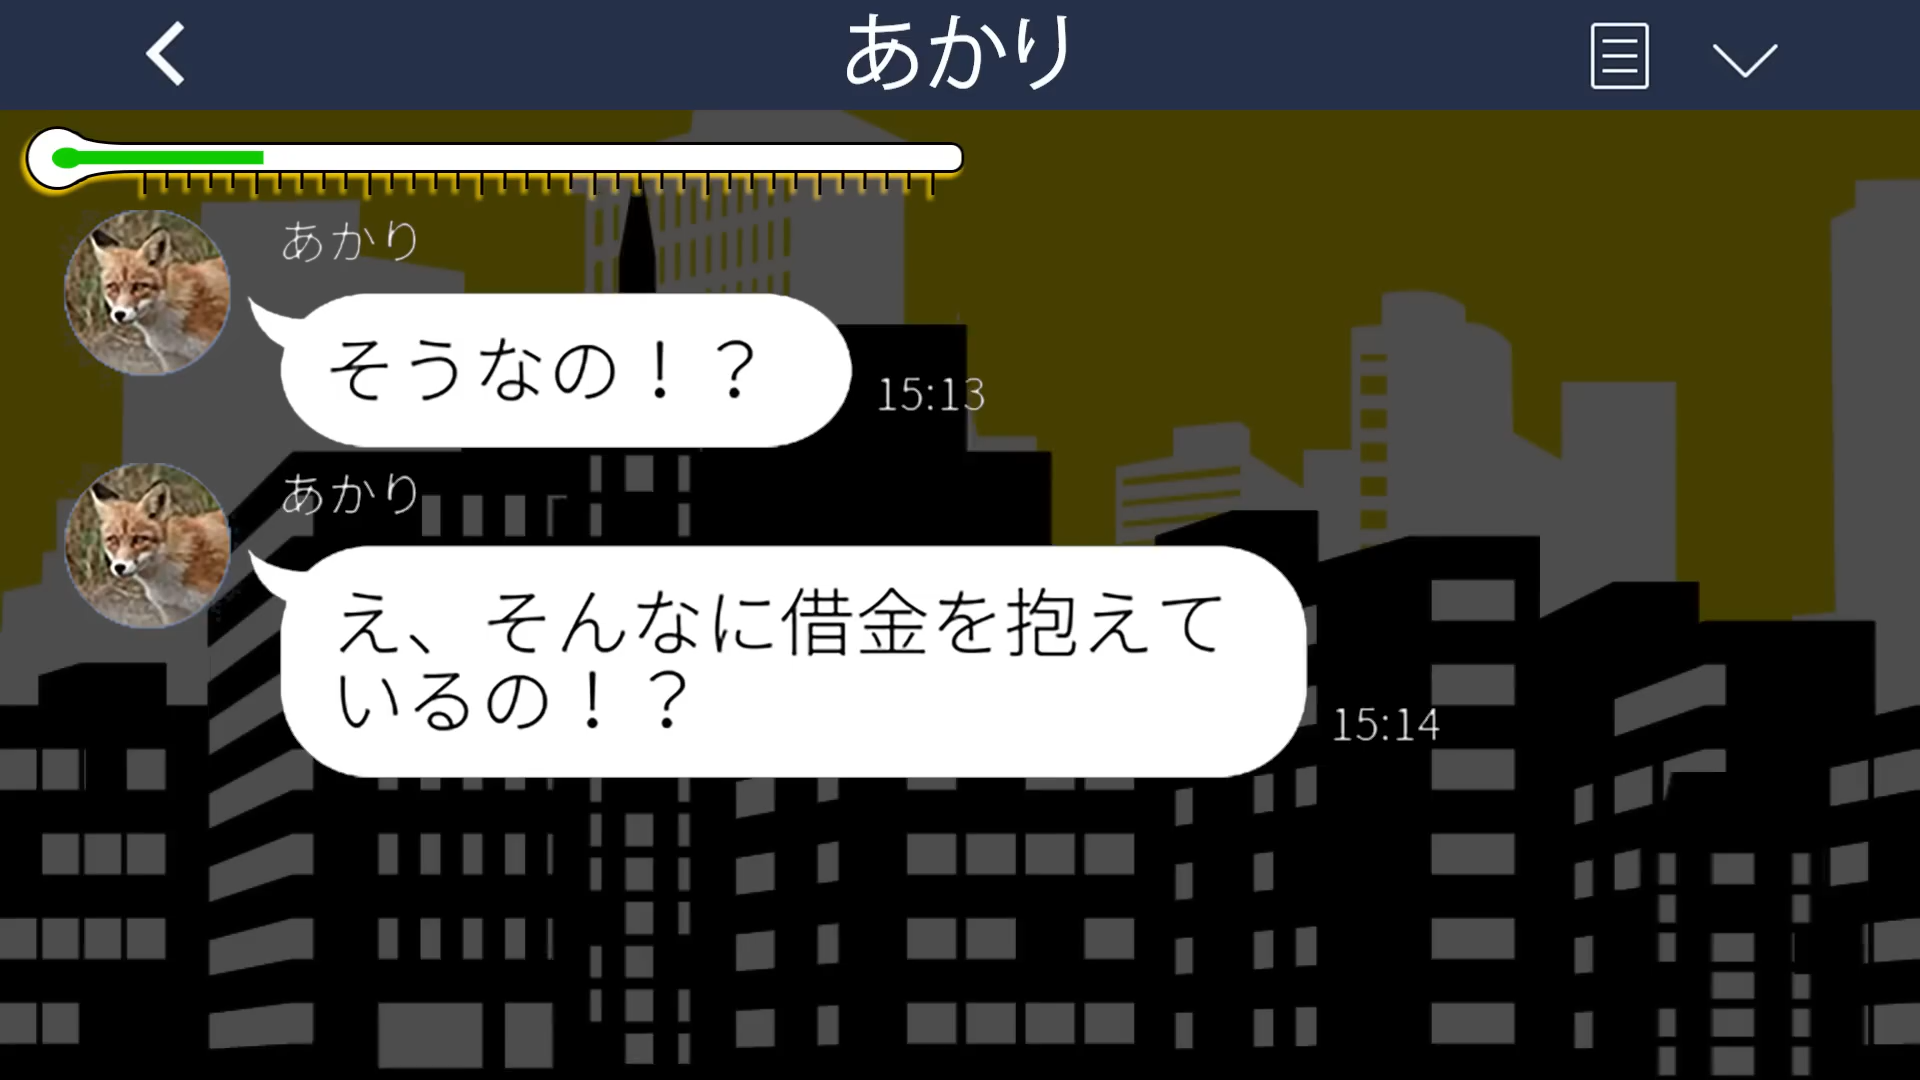 あかり
あかり
そうなの！？
15:13
あかり
え、そんなに借金を抱えて
いるの！？
15:14